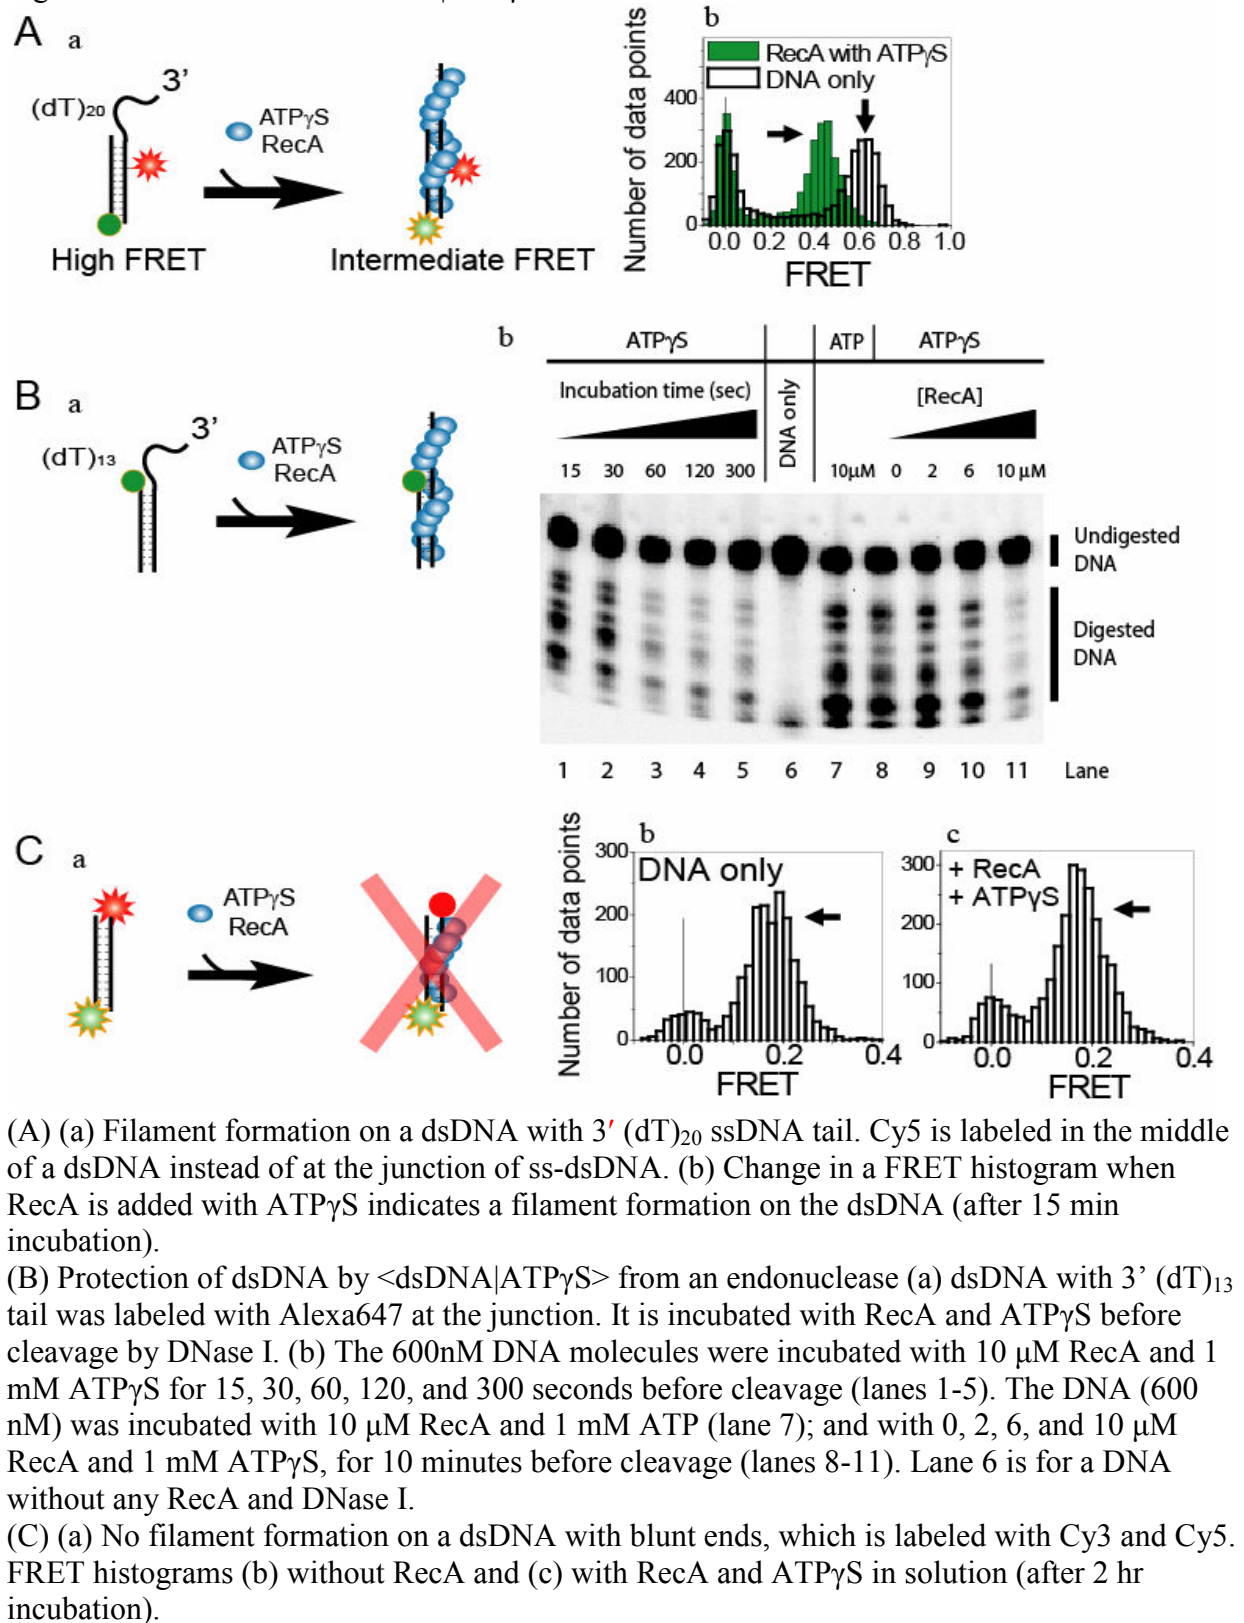 A
a
3’
(dT)₂₀
ATPγS
RecA
High FRET
Intermediate FRET
b
RecA with ATPγS
DNA only
Number of data points
400
200
0
0.0 0.2 0.4 0.6 0.8 1.0
FRET
B
a
3’
(dT)₁₃
ATPγS
RecA
b
ATPγS
DNA only
ATP
ATPγS
Incubation time (sec)
[RecA]
15 30 60 120 300
10μM 0 2 6 10 μM
Undigested
DNA
Digested
DNA
1 2 3 4 5 6 7 8 9 10 11 Lane
C
a
ATPγS
RecA
b
DNA only
Number of data points
300
200
100
0
0.0 0.2 0.4
FRET
c
+ RecA
+ ATPγS
300
200
100
0
0.0 0.2 0.4
FRET
(A) (a) Filament formation on a dsDNA with 3′ (dT)₂₀ ssDNA tail. Cy5 is labeled in the middle
of a dsDNA instead of at the junction of ss-dsDNA. (b) Change in a FRET histogram when
RecA is added with ATPγS indicates a filament formation on the dsDNA (after 15 min
incubation).
(B) Protection of dsDNA by <dsDNA|ATPγS> from an endonuclease (a) dsDNA with 3’ (dT)₁₃
tail was labeled with Alexa647 at the junction. It is incubated with RecA and ATPγS before
cleavage by DNase I. (b) The 600nM DNA molecules were incubated with 10 μM RecA and 1
mM ATPγS for 15, 30, 60, 120, and 300 seconds before cleavage (lanes 1-5). The DNA (600
nM) was incubated with 10 μM RecA and 1 mM ATP (lane 7); and with 0, 2, 6, and 10 μM
RecA and 1 mM ATPγS, for 10 minutes before cleavage (lanes 8-11). Lane 6 is for a DNA
without any RecA and DNase I.
(C) (a) No filament formation on a dsDNA with blunt ends, which is labeled with Cy3 and Cy5.
FRET histograms (b) without RecA and (c) with RecA and ATPγS in solution (after 2 hr
incubation).